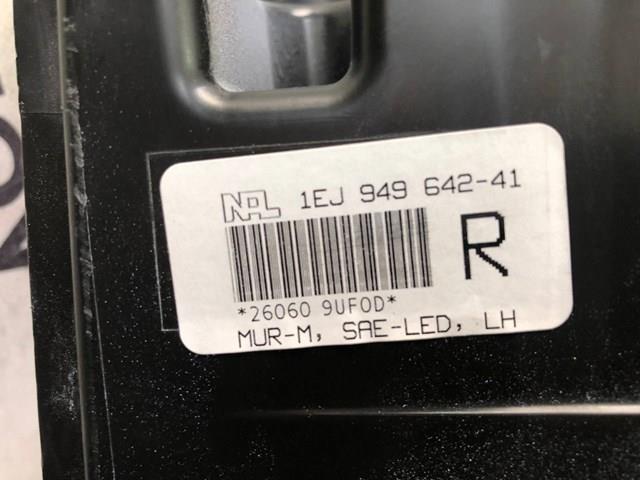 NAL 1EJ 949 642-41
R
*26060 9UF0D*
MUR-M, SAE-LED, LH